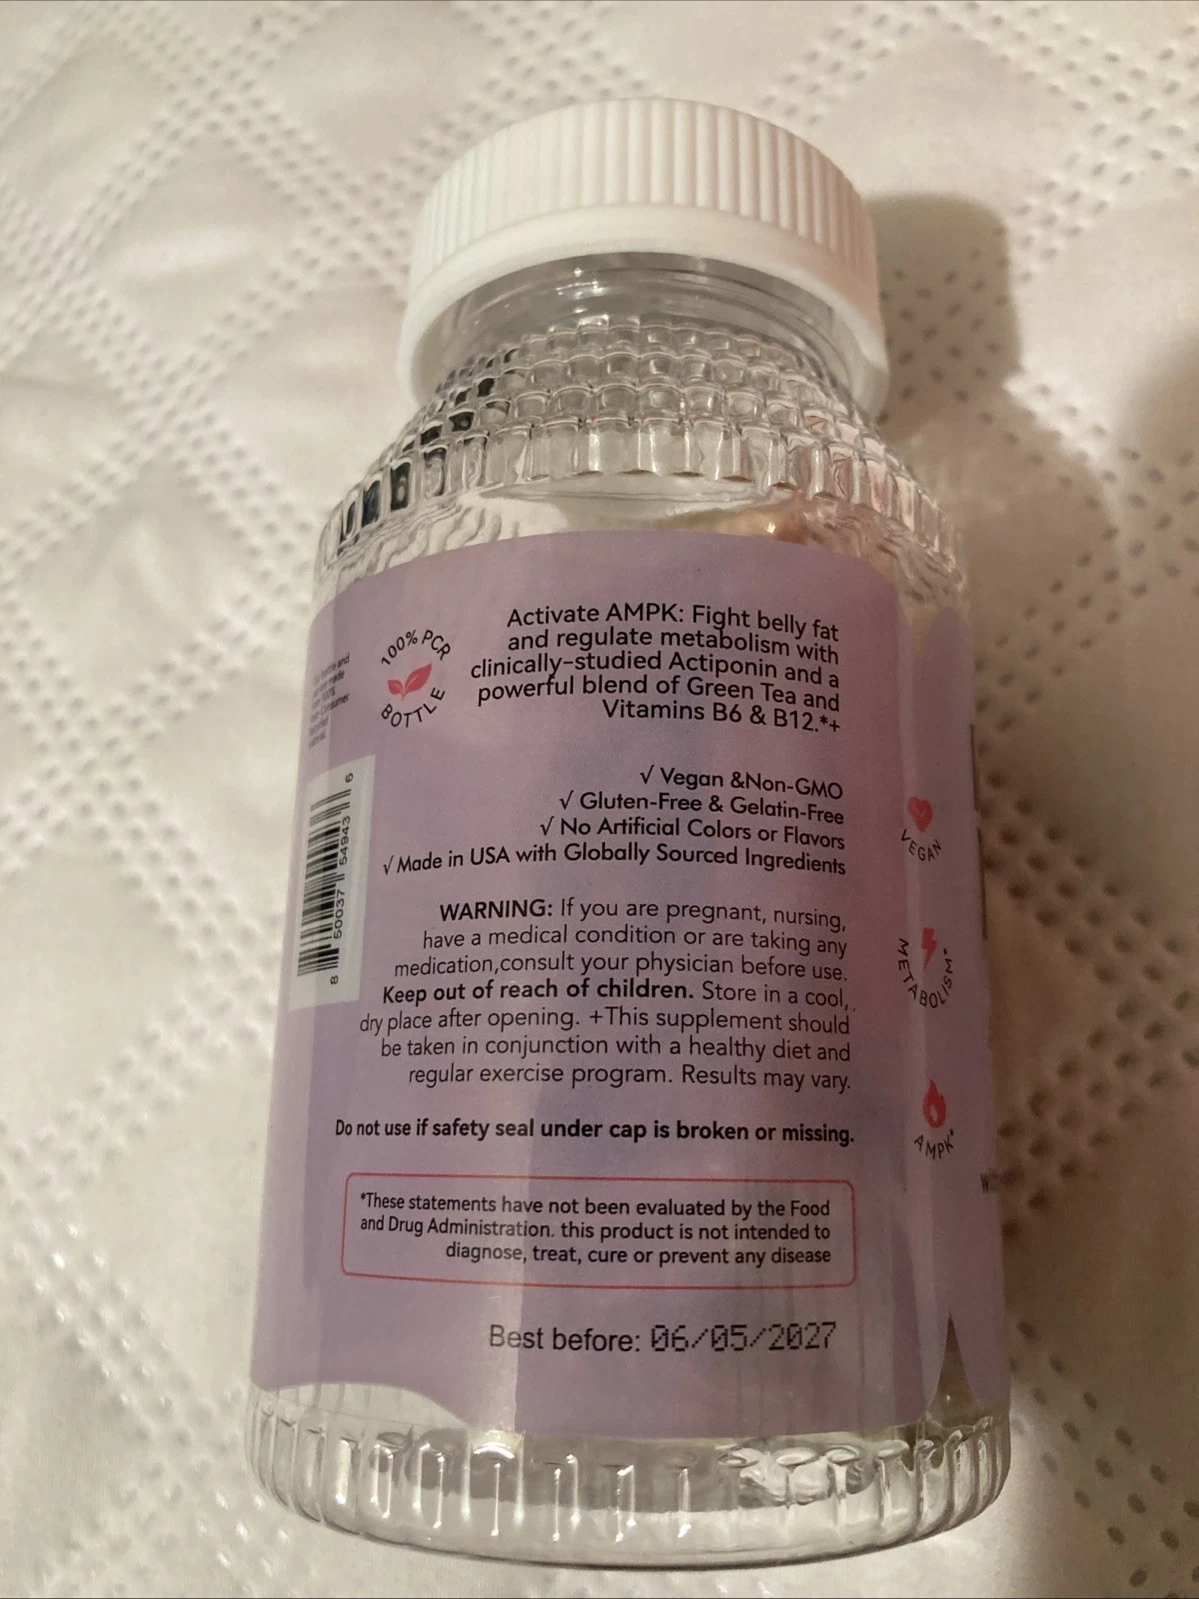 100% PCR
BOTTLE
Activate AMPK: Fight belly fat
and regulate metabolism with
clinically-studied Actiponin and a
powerful blend of Green Tea and
Vitamins B6 & B12.*+
√ Vegan &Non-GMO
√ Gluten-Free & Gelatin-Free
√ No Artificial Colors or Flavors
√ Made in USA with Globally Sourced Ingredients
WARNING: If you are pregnant, nursing,
have a medical condition or are taking any
medication,consult your physician before use.
Keep out of reach of children. Store in a cool,
dry place after opening. +This supplement should
be taken in conjunction with a healthy diet and
regular exercise program. Results may vary.
Do not use if safety seal under cap is broken or missing.
*These statements have not been evaluated by the Food
and Drug Administration. this product is not intended to
diagnose, treat, cure or prevent any disease
Best before: 06/05/2027
8 50037 54943 6
VEGAN
METABOLISM*
AMPK*